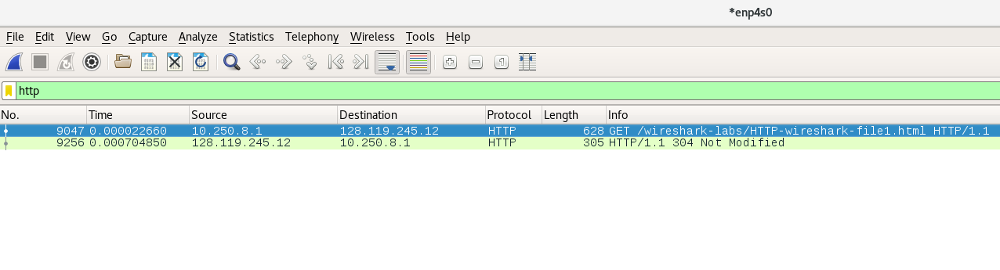 *enp4s0
File Edit View Go Capture Analyze Statistics Telephony Wireless Tools Help
http
No. Time Source Destination Protocol Length Info
9047 0.000022660 10.250.8.1 128.119.245.12 HTTP 628 GET /wireshark-labs/HTTP-wireshark-file1.html HTTP/1.1
9256 0.000704850 128.119.245.12 10.250.8.1 HTTP 305 HTTP/1.1 304 Not Modified